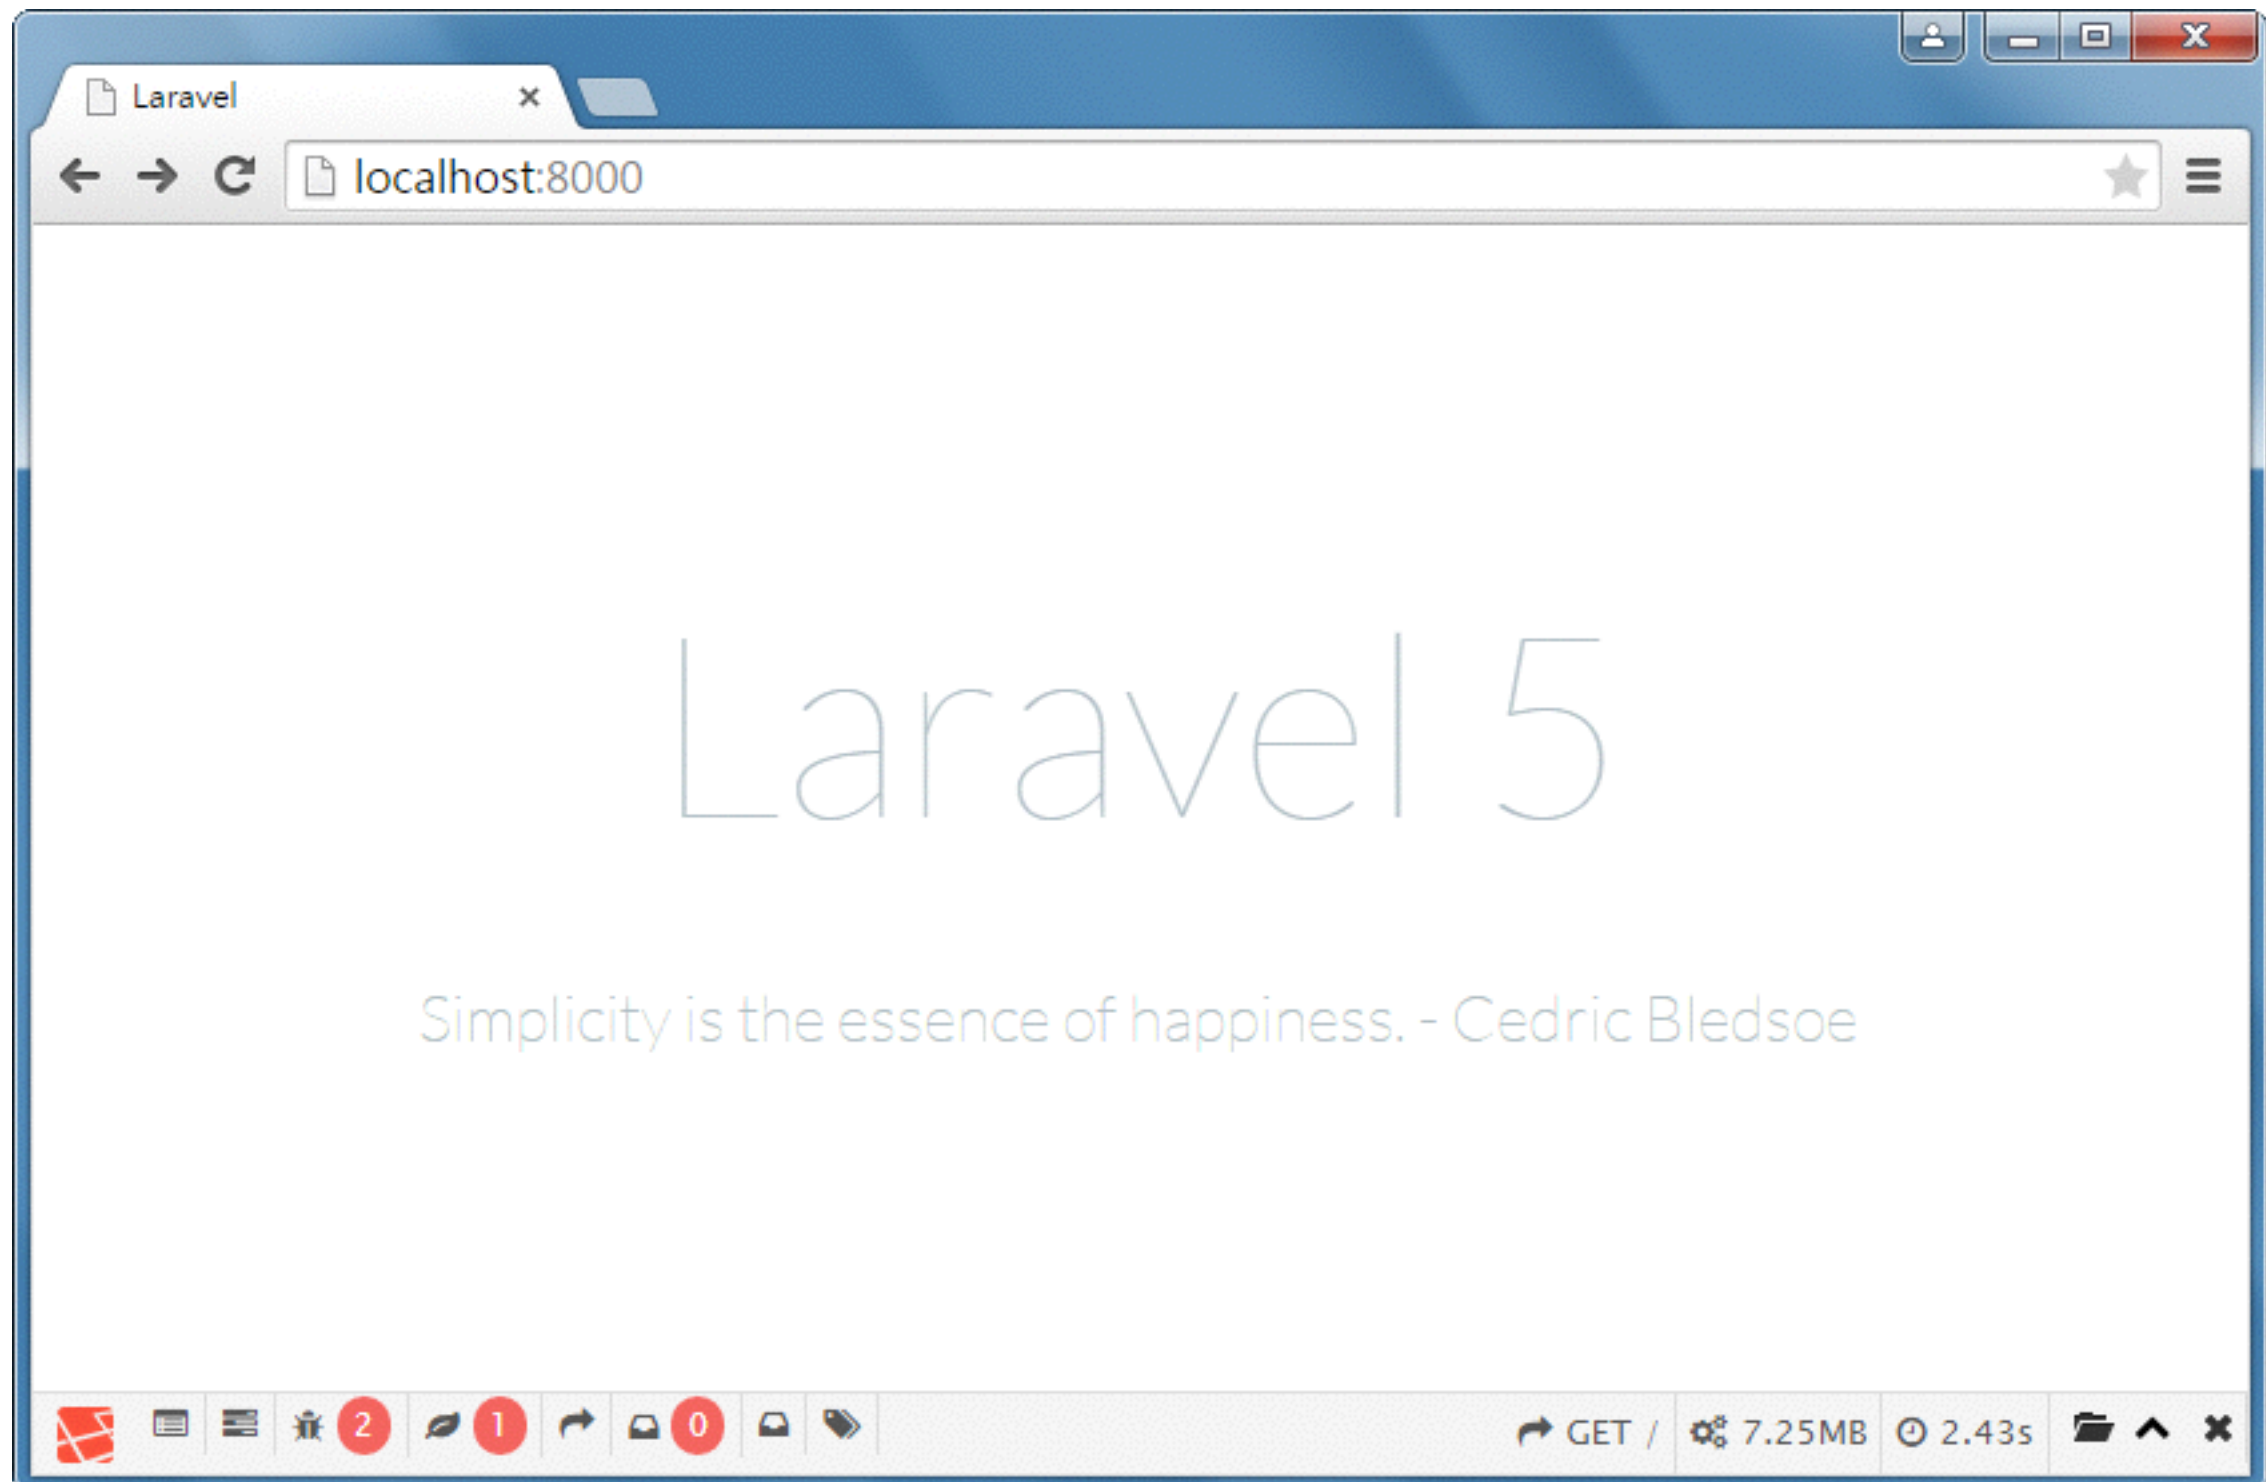 Laravel
localhost:8000
Laravel 5
Simplicity is the essence of happiness. - Cedric Bledsoe
2 1 0 GET / 7.25MB 2.43s